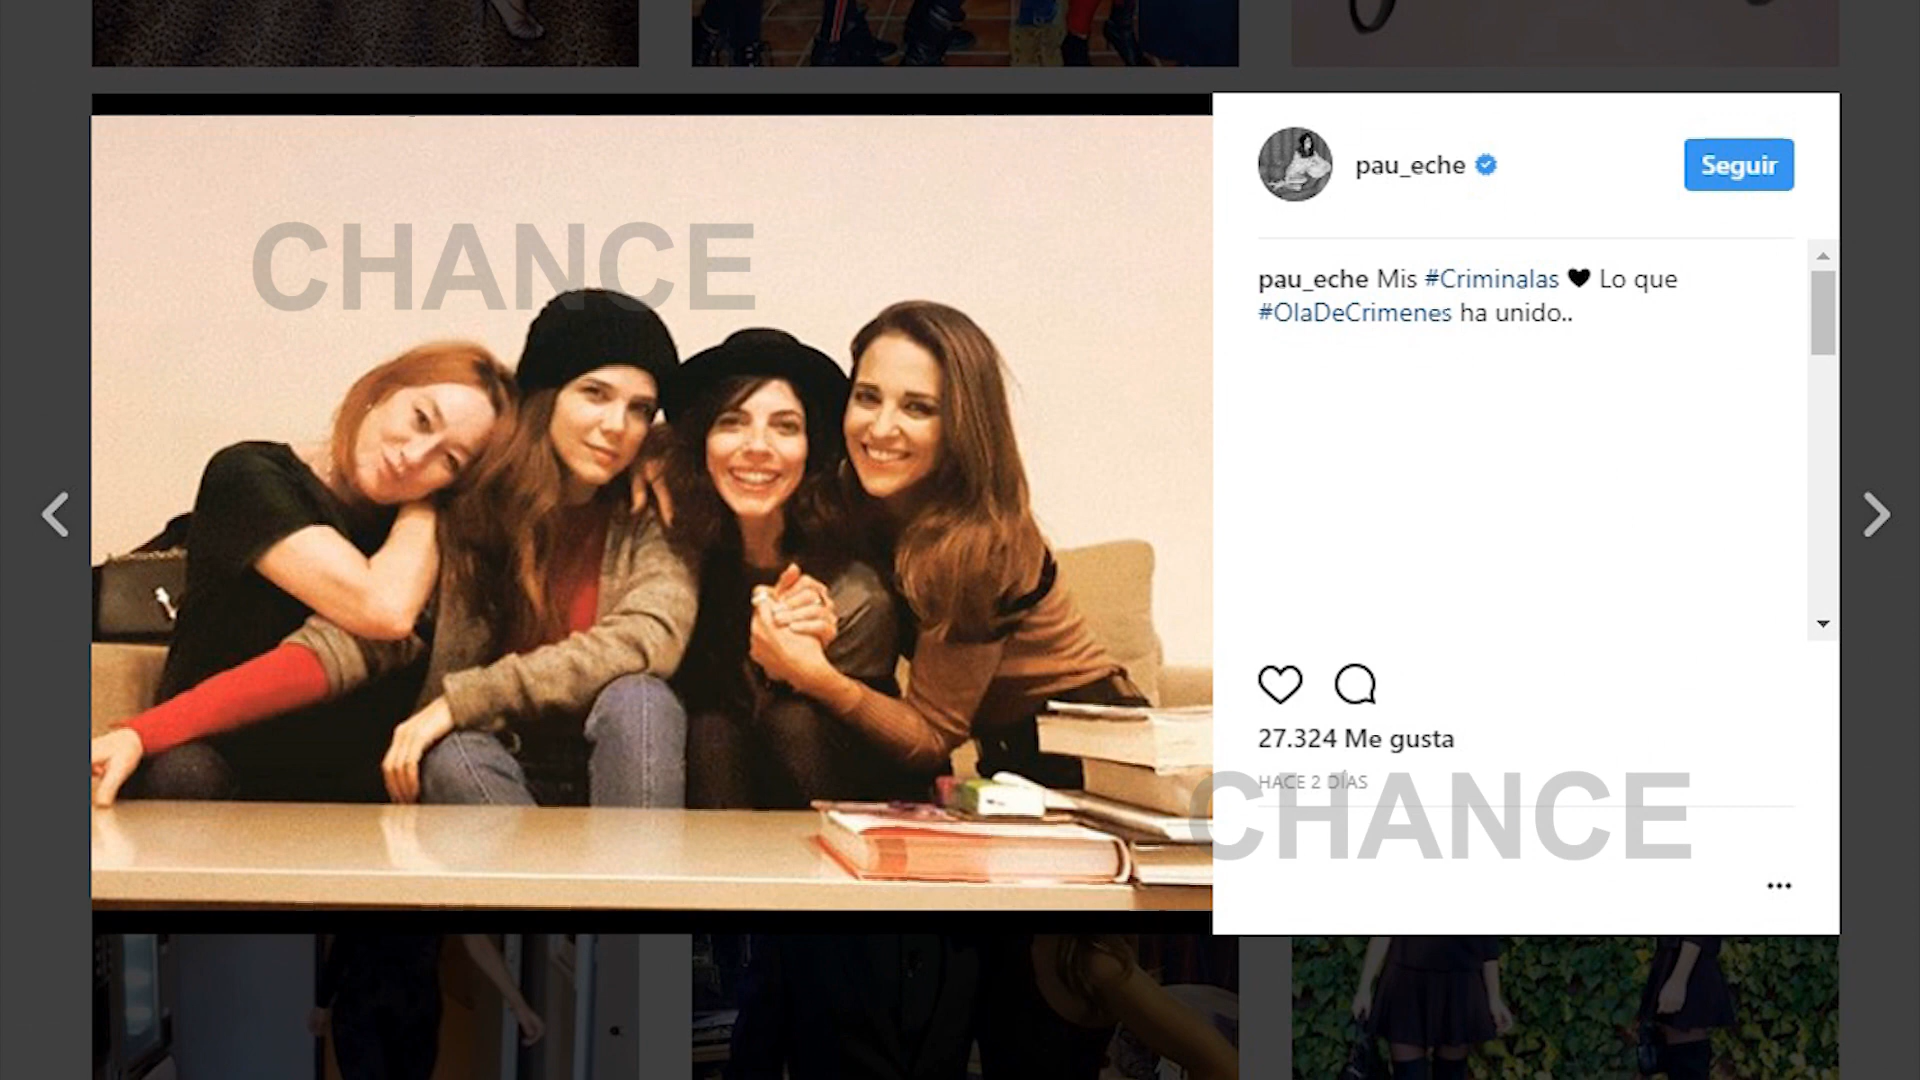 CHANCE
pau_eche
Seguir
pau_eche Mis #Criminalas 🖤 Lo que
#OlaDeCrimenes ha unido..
27.324 Me gusta
HACE 2 DÍAS
CHANCE